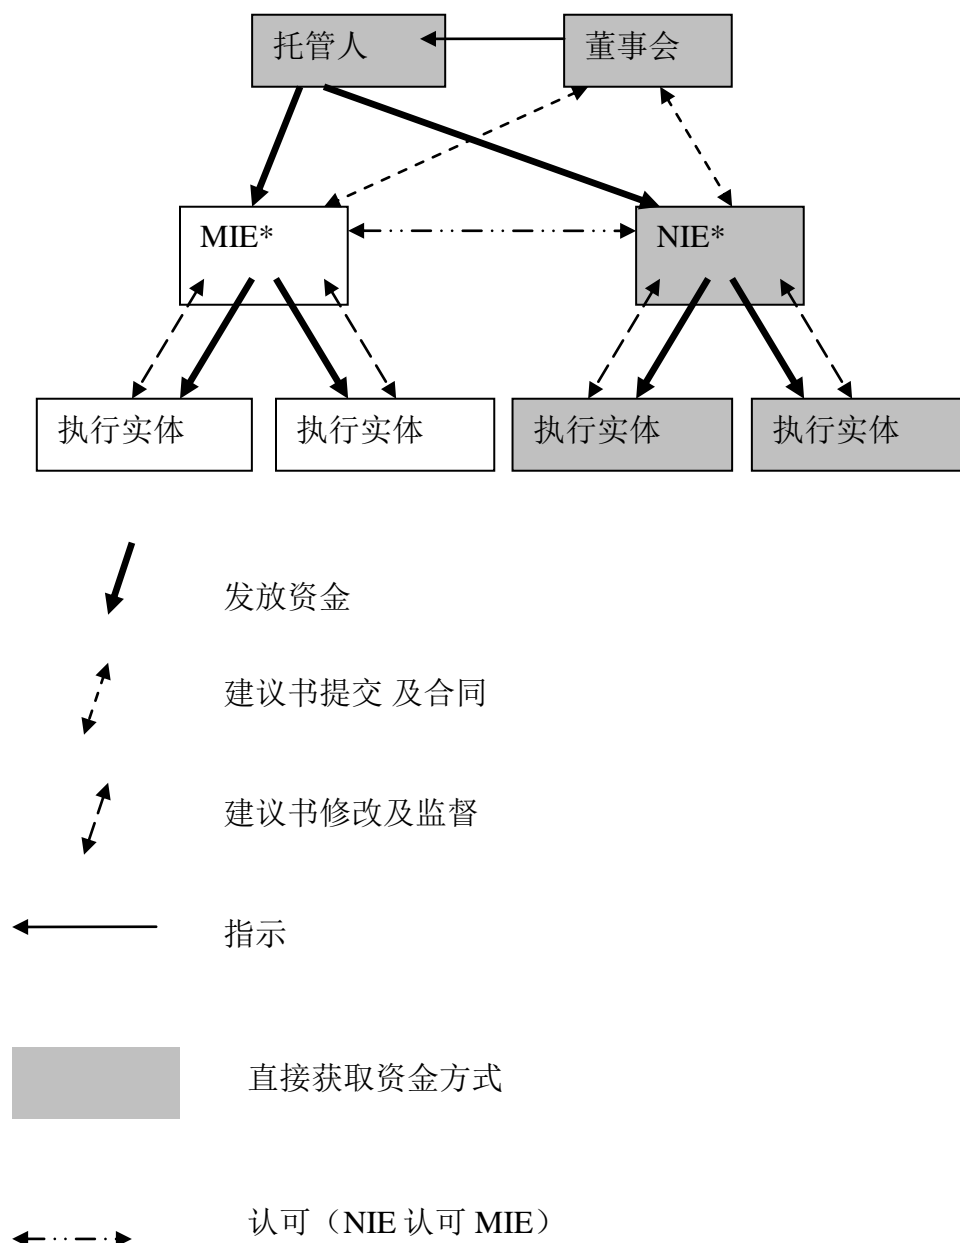 托管人
董事会
MIE*
NIE*
执行实体
执行实体
执行实体
执行实体
发放资金
建议书提交 及合同
建议书修改及监督
指示
直接获取资金方式
认可（NIE 认可 MIE）